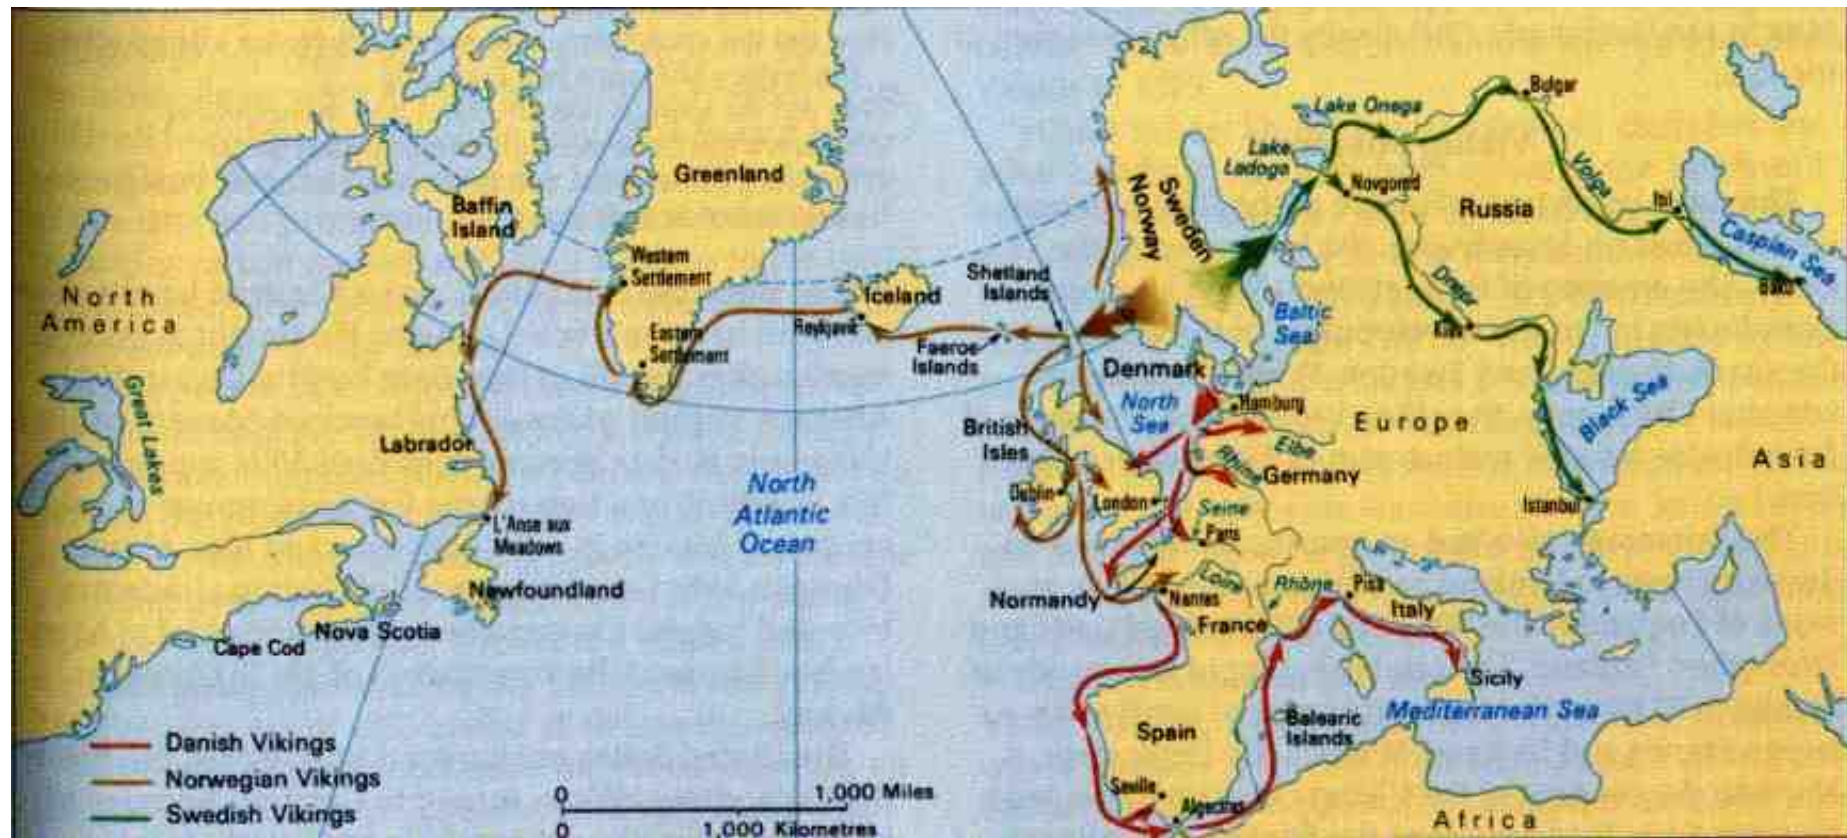 Greenland
Baffin
Island
Western
Settlement
Eastern
Settlement
Iceland
Reykjavik
Shetland
Islands
Faeroe
Islands
Norway
Sweden
Denmark
Baltic
Sea
North
Sea
Lake Onega
Lake
Ladoga
Novgorod
Bulgar
Volga
Russia
Itil
Caspian Sea
Baku
Dnepr
Kiev
Black Sea
Istanbul
Europe
Asia
Hamburg
Elbe
Rhine
Germany
British
Isles
Dublin
London
Seine
Paris
Normandy
Loire
Nantes
France
Rhône
Pisa
Italy
Sicily
Mediterranean Sea
Balearic
Islands
Spain
Seville
Algeciras
Africa
North
America
Great Lakes
Labrador
L'Anse aux
Meadows
Newfoundland
Nova Scotia
Cape Cod
North
Atlantic
Ocean
Danish Vikings
Norwegian Vikings
Swedish Vikings
0 1,000 Miles
0 1,000 Kilometres